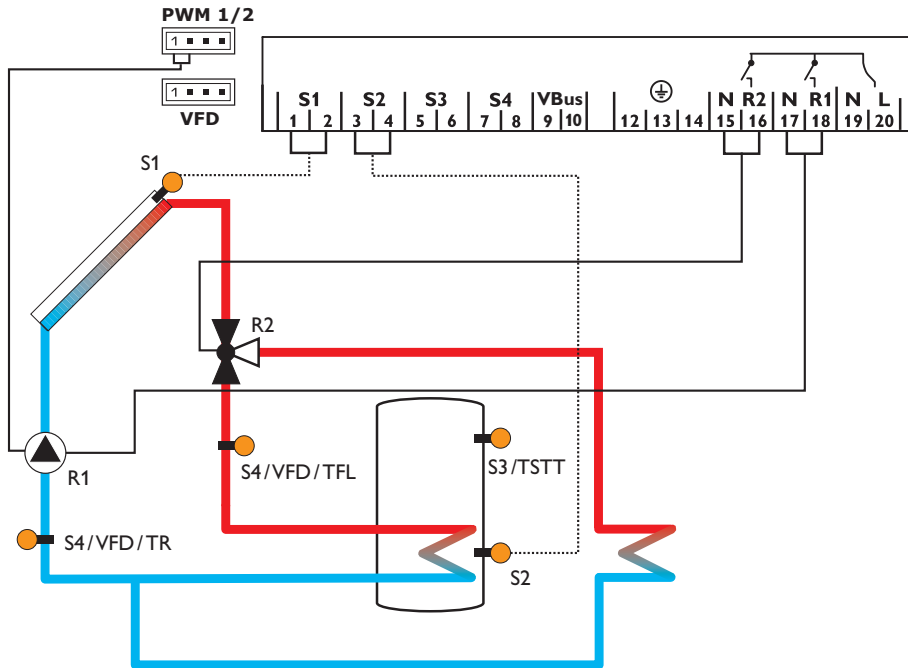 PWM 1/2
1
1
VFD
S1 S2 S3 S4 VBus N R2 N R1 N L
1 2 3 4 5 6 7 8 9 10 12 13 14 15 16 17 18 19 20
S1
R2
S4/VFD/TFL
S3/TSTT
R1
S4/VFD/TR
S2